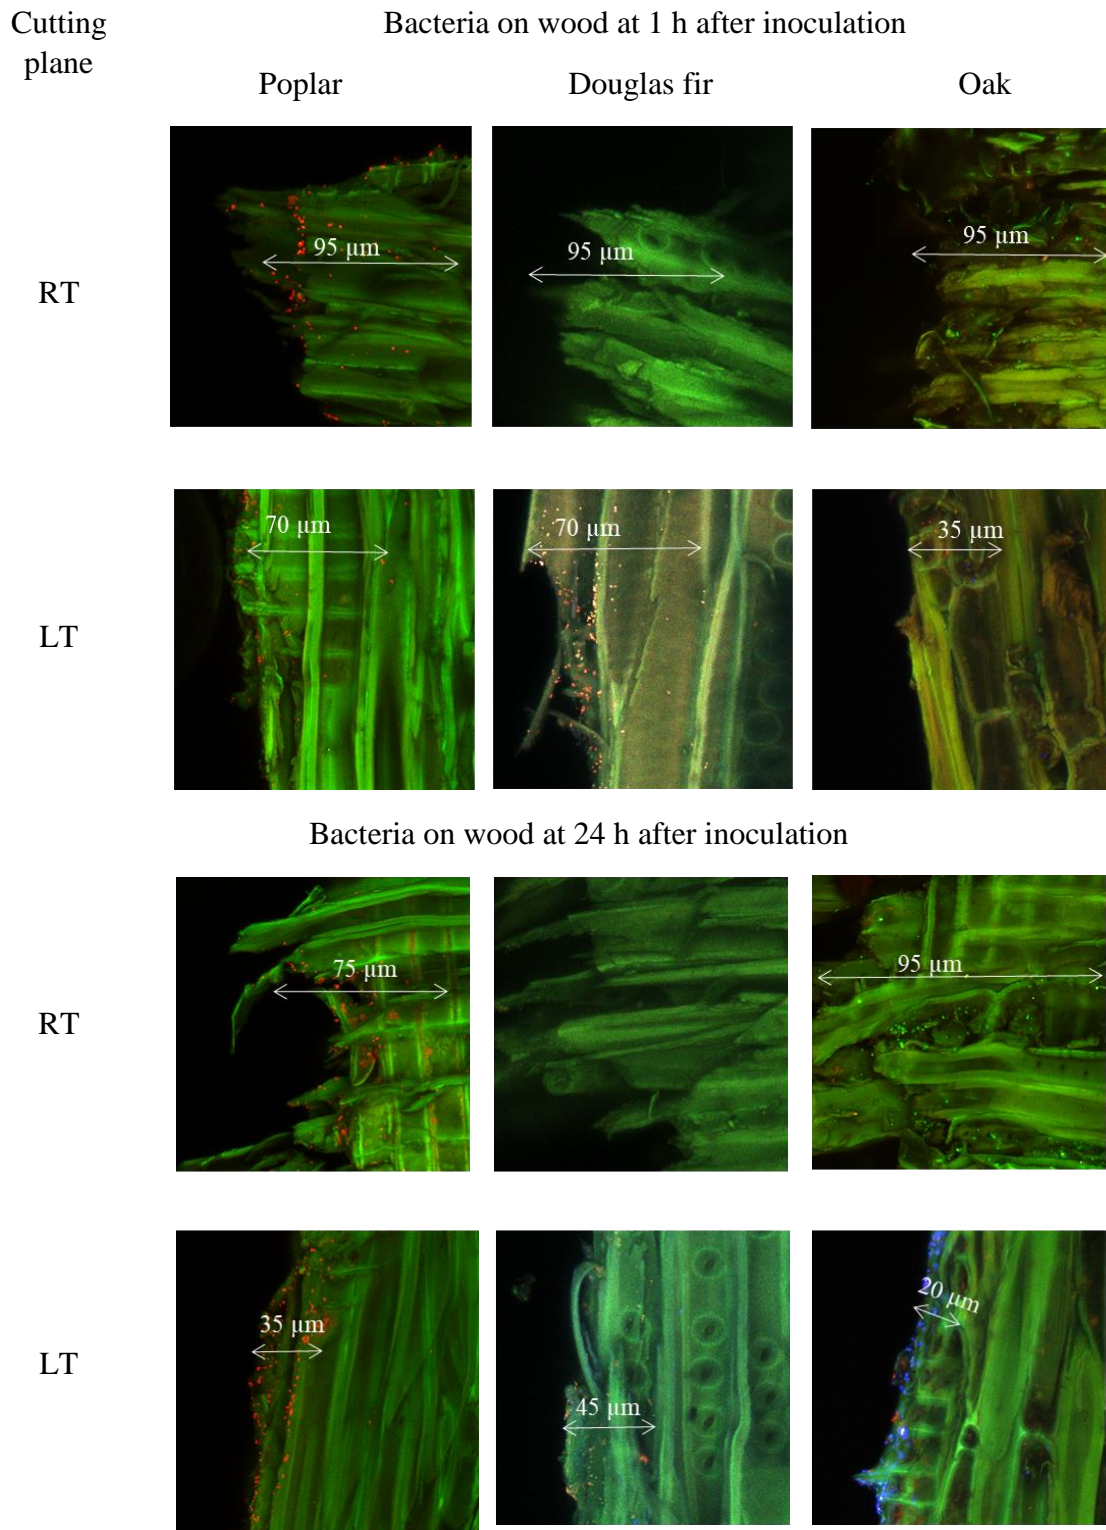 Cutting plane
Bacteria on wood at 1 h after inoculation
Poplar
Douglas fir
Oak
RT
95 µm
95 µm
95 µm
LT
70 µm
70 µm
35 µm
Bacteria on wood at 24 h after inoculation
RT
75 µm
95 µm
LT
35 µm
45 µm
20 µm